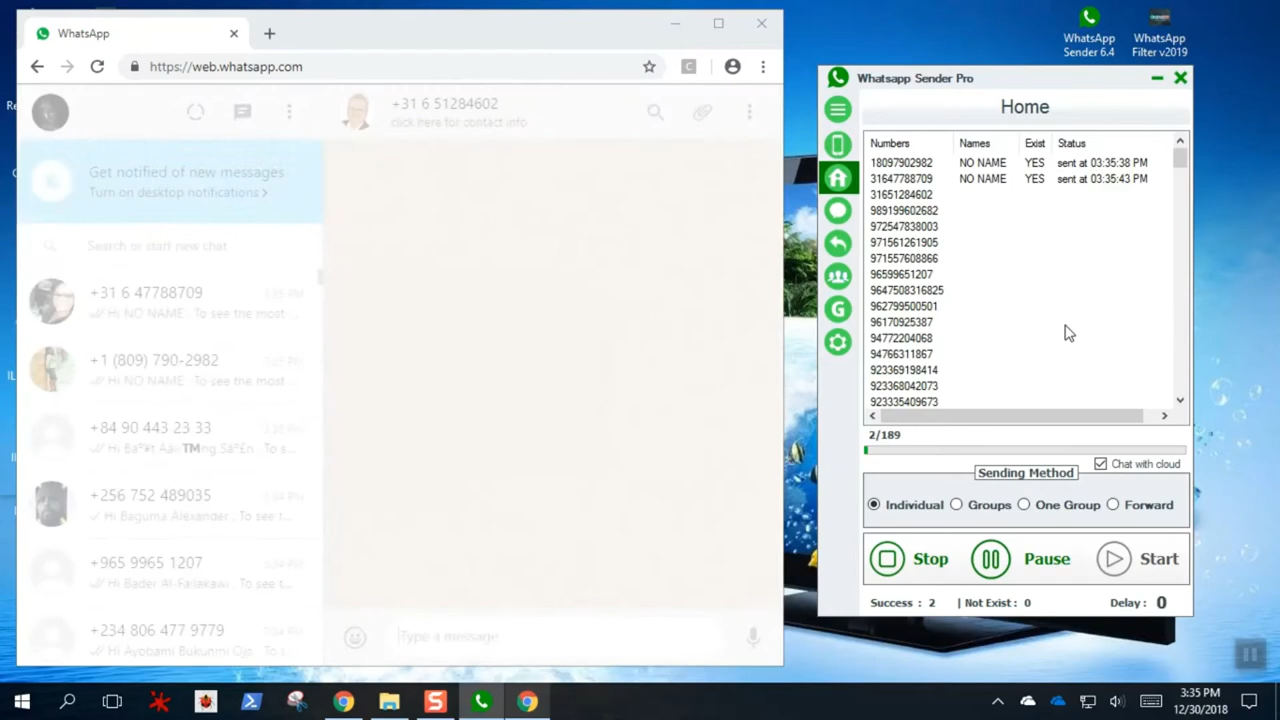 WhatsApp
https://web.whatsapp.com
+31 6 51284602
click here for contact info
Get notified of new messages
Turn on desktop notifications >
Search or start new chat
+31 6 47788709
Hi NO NAME . To see the most ...
+1 (809) 790-2982
Hi NO NAME . To see the most ...
+84 90 443 23 33
+256 752 489035
Hi Baguma Alexander . To see t...
+965 9965 1207
Hi Bader Al-Failakawi . To see t...
+234 806 477 9779
Hi Ayobami Bukunmi Ojo . To se...
Type a message
WhatsApp
Sender 6.4
WhatsApp
Filter v2019
Whatsapp Sender Pro
Home
Numbers Names Exist Status
18097902982 NO NAME YES sent at 03:35:38 PM
31647788709 NO NAME YES sent at 03:35:43 PM
31651284602
989199602682
972547838003
971561261905
971557608866
96599651207
9647508316825
962799500501
96170925387
94772204068
94766311867
923369198414
923368042073
923335409673
2/189
Chat with cloud
Sending Method
Individual Groups One Group Forward
Stop Pause Start
Success : 2 | Not Exist : 0 Delay : 0
3:35 PM
12/30/2018